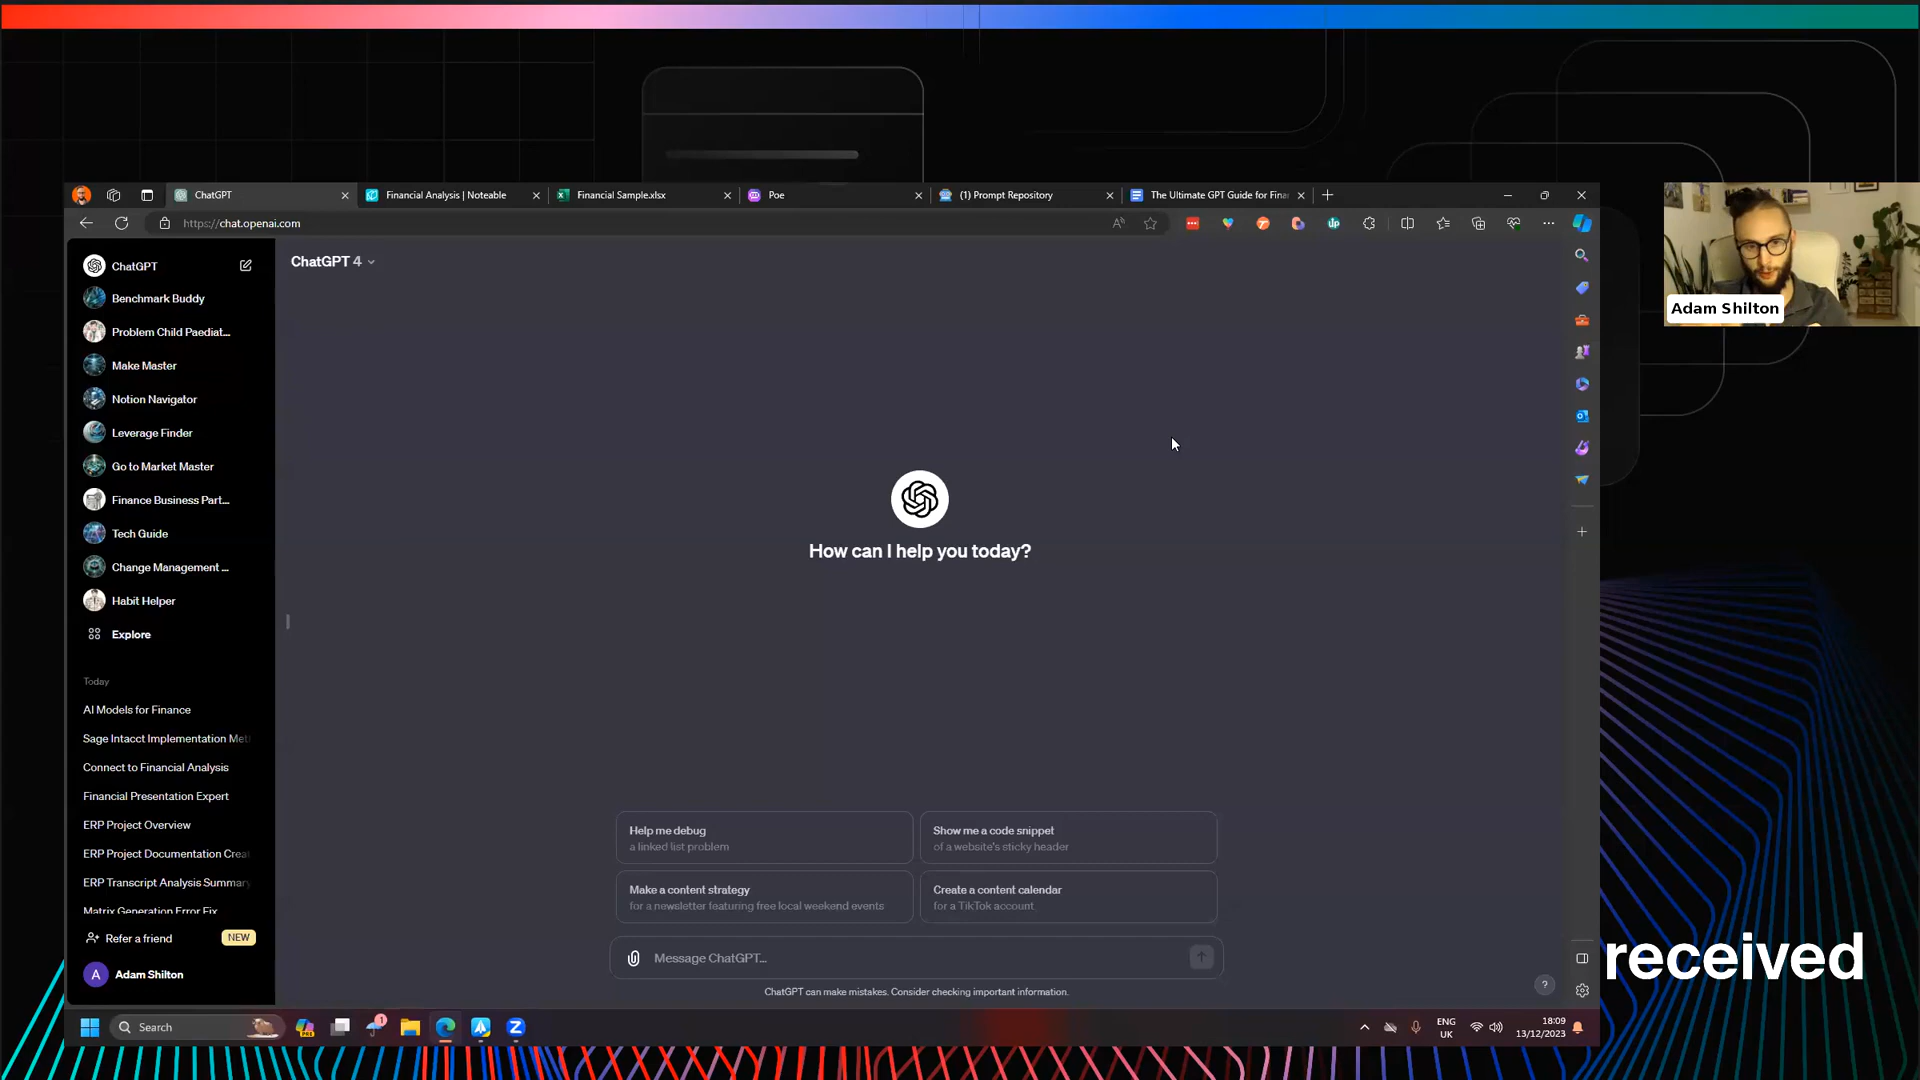 ChatGPT
Financial Analysis | Noteable
Financial Sample.xlsx
Poe
(1) Prompt Repository
The Ultimate GPT Guide for Fina
https://chat.openai.com
ChatGPT
Benchmark Buddy
Problem Child Paediat...
Make Master
Notion Navigator
Leverage Finder
Go to Market Master
Finance Business Part...
Tech Guide
Change Management ...
Habit Helper
Explore
Today
AI Models for Finance
Sage Intacct Implementation Met
Connect to Financial Analysis
Financial Presentation Expert
ERP Project Overview
ERP Project Documentation Creat
ERP Transcript Analysis Summary
Matrix Generation Error Fix
Refer a friend
NEW
A
Adam Shilton
ChatGPT 4
How can I help you today?
Help me debug
a linked list problem
Show me a code snippet
of a website's sticky header
Make a content strategy
for a newsletter featuring free local weekend events
Create a content calendar
for a TikTok account
Message ChatGPT...
ChatGPT can make mistakes. Consider checking important information.
?
Adam Shilton
received
Search
1
ENG
UK
18:09
13/12/2023